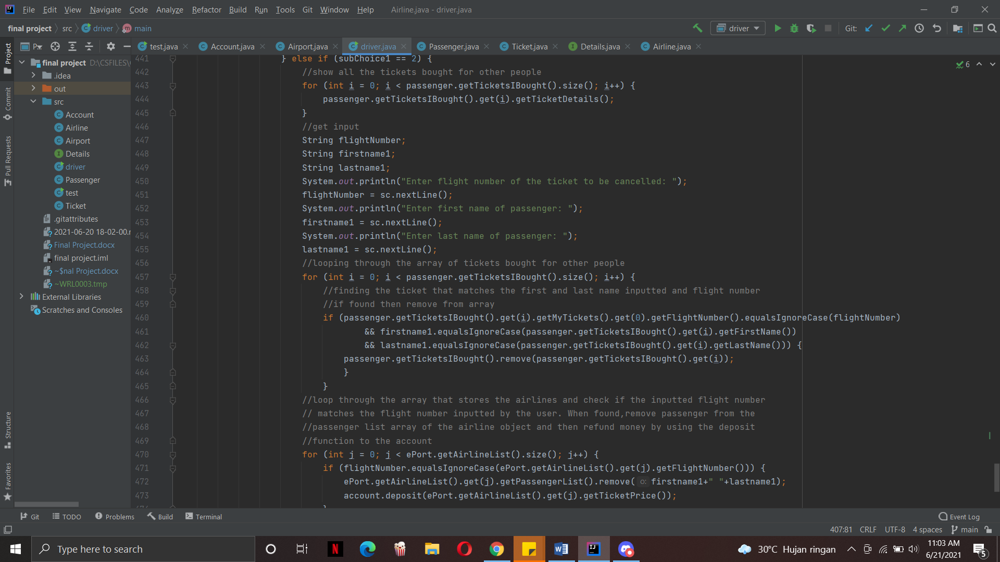 File Edit View Navigate Code Analyze Refactor Build Run Tools Git Window Help Airline.java - driver.java
final project src driver main driver Git:
P... test.java Account.java Airport.java driver.java Passenger.java Ticket.java Details.java Airline.java
Project
Commit
Pull Requests
Structure
Favorites
final project D:\CSFILES\
.idea
out
src
Account
Airline
Airport
Details
driver
Passenger
test
Ticket
.gitattributes
2021-06-20 18-02-00.
Final Project.docx
final project.iml
~$nal Project.docx
~WRL0003.tmp
External Libraries
Scratches and Consoles
6
441 } else if (subChoice1 == 2) {
442 //show all the tickets bought for other people
443 for (int i = 0; i < passenger.getTicketsIBought().size(); i++) {
444 passenger.getTicketsIBought().get(i).getTicketDetails();
445 }
446 //get input
447 String flightNumber;
448 String firstname1;
449 String lastname1;
450 System.out.println("Enter flight number of the ticket to be cancelled: ");
451 flightNumber = sc.nextLine();
452 System.out.println("Enter first name of passenger: ");
453 firstname1 = sc.nextLine();
454 System.out.println("Enter last name of passenger: ");
455 lastname1 = sc.nextLine();
456 //looping through the array of tickets bought for other people
457 for (int i = 0; i < passenger.getTicketsIBought().size(); i++) {
458 //finding the ticket that matches the first and last name inputted and flight number
459 //if found then remove from array
460 if (passenger.getTicketsIBought().get(i).getMyTickets().get(0).getFlightNumber().equalsIgnoreCase(flightNumber)
461 && firstname1.equalsIgnoreCase(passenger.getTicketsIBought().get(i).getFirstName())
462 && lastname1.equalsIgnoreCase(passenger.getTicketsIBought().get(i).getLastName())) {
463 passenger.getTicketsIBought().remove(passenger.getTicketsIBought().get(i));
464 }
465 }
466 //loop through the array that stores the airlines and check if the inputted flight number
467 // matches the flight number inputted by the user. When found,remove passenger from the
468 //passenger list array of the airline object and then refund money by using the deposit
469 //function to the account
470 for (int j = 0; j < ePort.getAirlineList().size(); j++) {
471 if (flightNumber.equalsIgnoreCase(ePort.getAirlineList().get(j).getFlightNumber())) {
472 ePort.getAirlineList().get(j).getPassengerList().remove( o: firstname1+" "+lastname1);
473 account.deposit(ePort.getAirlineList().get(j).getTicketPrice());
Git TODO Problems Build Terminal Event Log
407:81 CRLF UTF-8 4 spaces main
Type here to search 30°C Hujan ringan 11:03 AM
6/21/2021 5